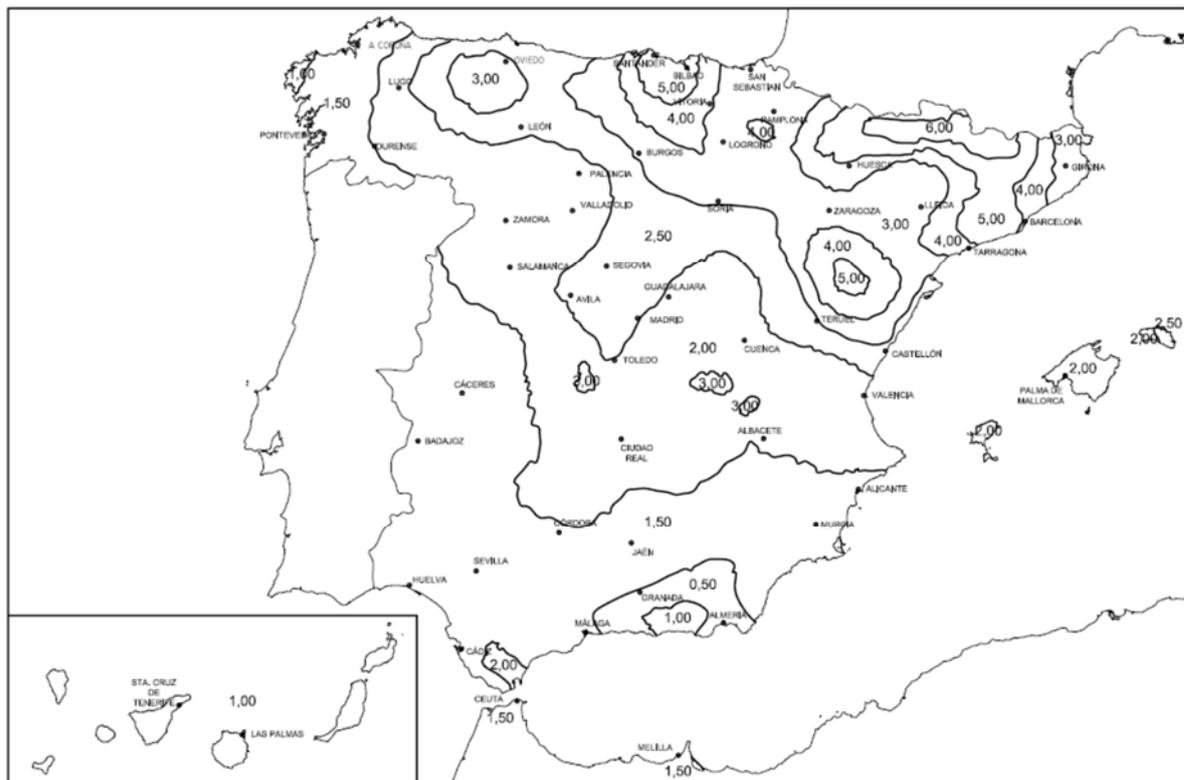 A CORUÑA
OVIEDO
SANTANDER
BILBAO
SAN
SEBASTIAN
1,00
LUGO
3,00
5,00
VITORIA
1,50
4,00
PAMPLONA
4,00
6,00
3,00
PONTEVEDRA
LEÓN
OURENSE
BURGOS
LOGROÑO
HUESCA
GIRONA
PALENCIA
4,00
VALLADOLID
SORIA
ZARAGOZA
LLEIDA
ZAMORA
3,00
5,00
BARCELONA
2,50
4,00
4,00
TARRAGONA
SALAMANCA
SEGOVIA
5,00
GUADALAJARA
AVILA
MADRID
TERUEL
2,50
2,00
2,00
CUENCA
CASTELLÓN
TOLEDO
2,00
3,00
CÁCERES
PALMA DE
MALLORCA
VALENCIA
3,00
2,00
BADAJOZ
CIUDAD
REAL
ALBACETE
ALICANTE
1,50
CÓRDOBA
MURCIA
JAÉN
SEVILLA
HUELVA
0,50
GRANADA
1,00
ALMERÍA
MÁLAGA
CÁDIZ
2,00
STA. CRUZ
DE
TENERIFE
1,00
CEUTA
1,50
LAS PALMAS
MELILLA
1,50